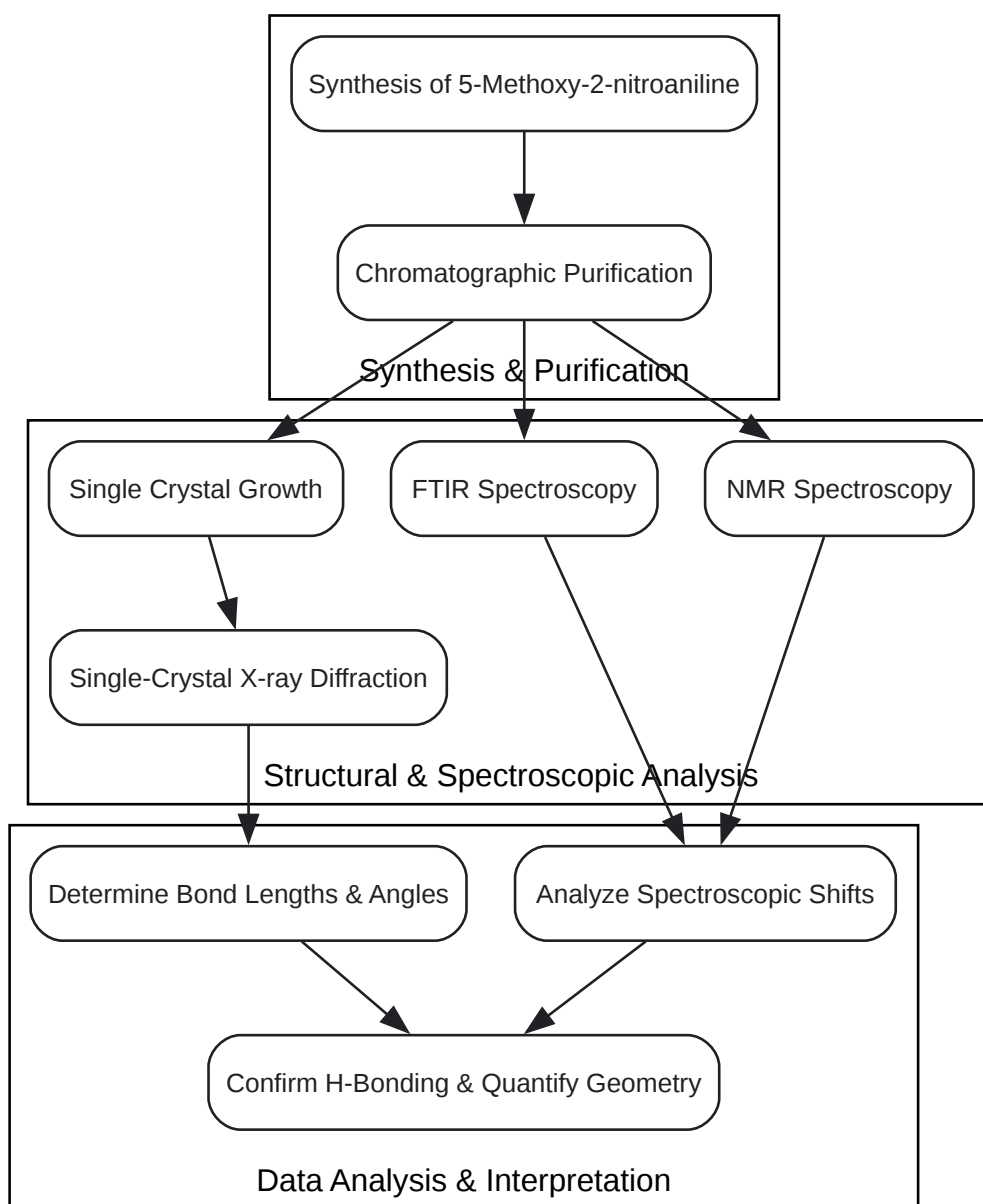 Synthesis of 5-Methoxy-2-nitroaniline
Chromatographic Purification
Synthesis & Purification
Single Crystal Growth
FTIR Spectroscopy
NMR Spectroscopy
Single-Crystal X-ray Diffraction
Structural & Spectroscopic Analysis
Determine Bond Lengths & Angles
Analyze Spectroscopic Shifts
Confirm H-Bonding & Quantify Geometry
Data Analysis & Interpretation